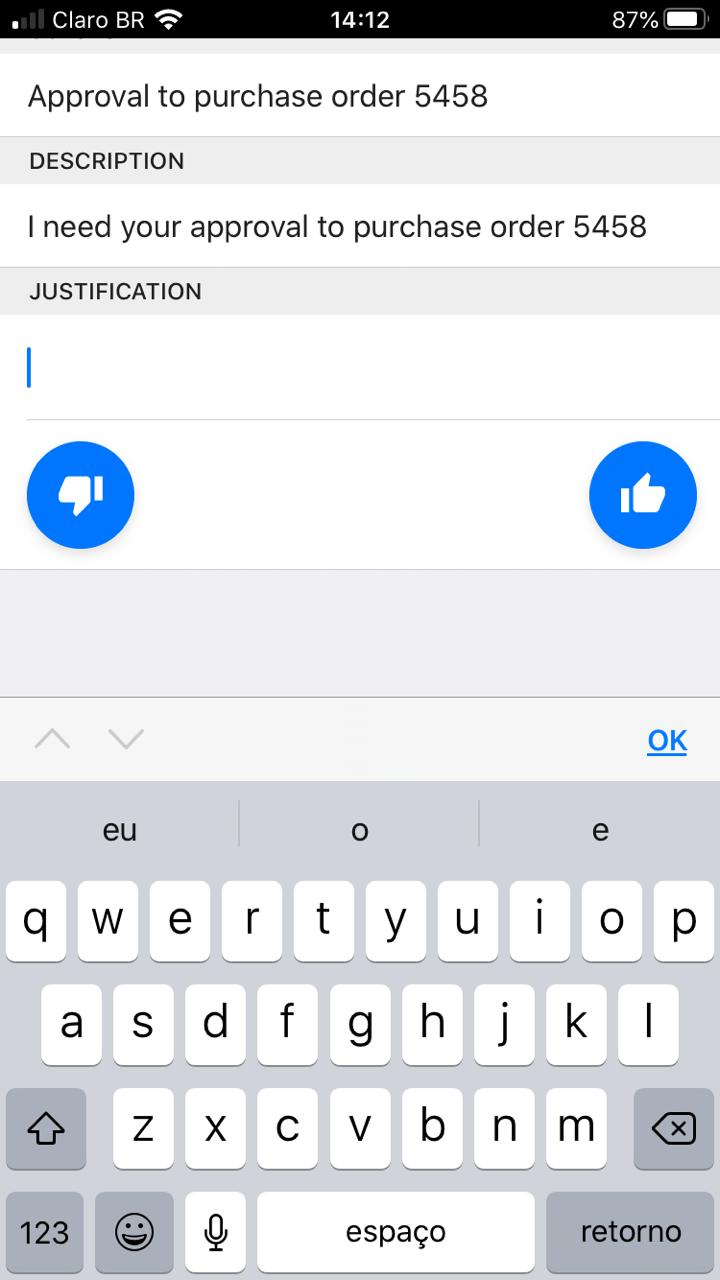 Claro BR 14:12 87%
Approval to purchase order 5458
DESCRIPTION
I need your approval to purchase order 5458
JUSTIFICATION
OK
eu o e
q w e r t y u i o p
a s d f g h j k l
z x c v b n m
123 espaço retorno